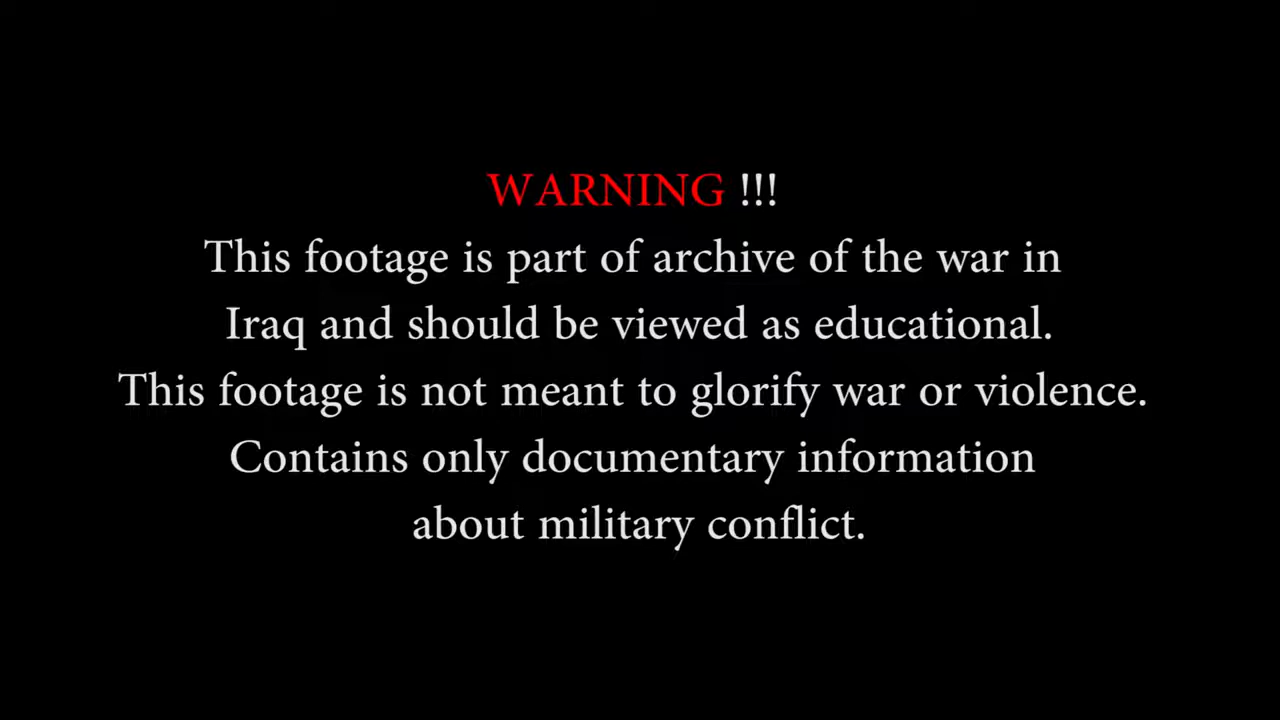 WARNING !!!
This footage is part of archive of the war in
Iraq and should be viewed as educational.
This footage is not meant to glorify war or violence.
Contains only documentary information
about military conflict.